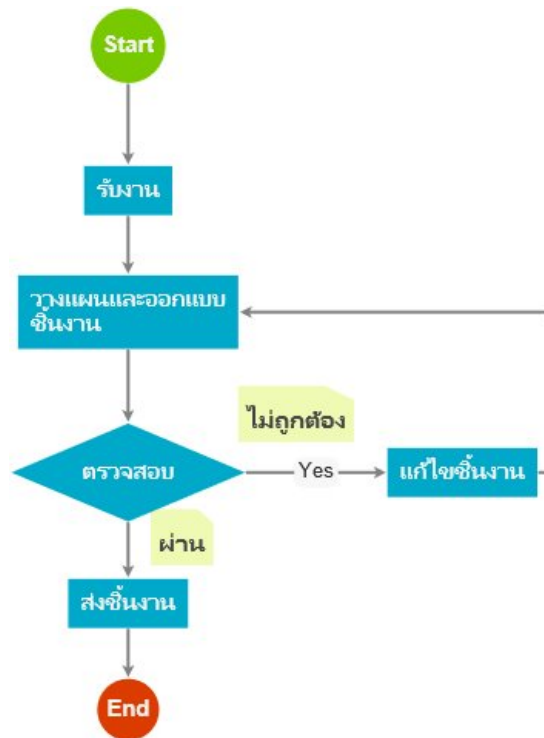 Start
รับงาน
วางแผนและออกแบบ
ชิ้นงาน
ไม่ถูกต้อง
ตรวจสอบ
Yes
แก้ไขชิ้นงาน
ผ่าน
ส่งชิ้นงาน
End